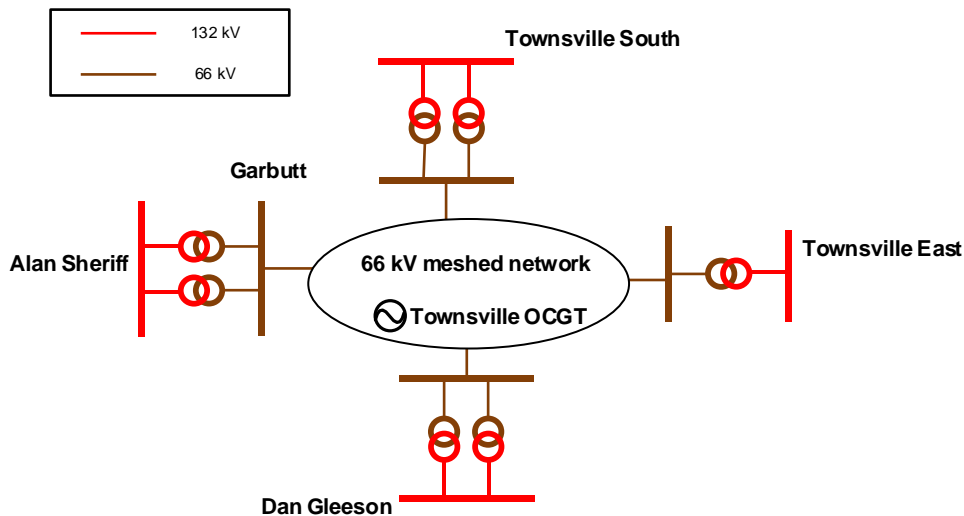 132 kV
66 kV
Townsville South
Garbutt
Alan Sheriff
66 kV meshed network
Townsville OCGT
Townsville East
Dan Gleeson